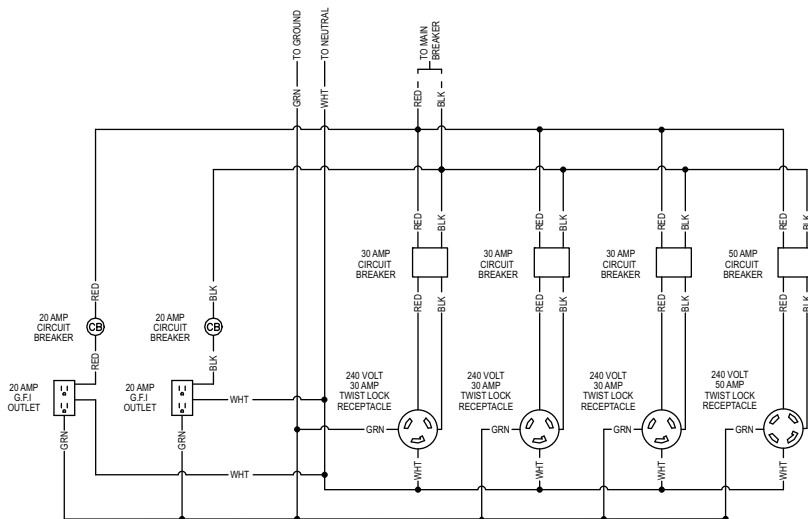 TO GROUND
TO NEUTRAL
TO MAIN
BREAKER
GRN
WHT
RED
BLK
RED
BLK
RED
BLK
RED
BLK
RED
BLK
30 AMP
CIRCUIT
BREAKER
30 AMP
CIRCUIT
BREAKER
30 AMP
CIRCUIT
BREAKER
50 AMP
CIRCUIT
BREAKER
RED
BLK
20 AMP
CIRCUIT
BREAKER
CB
20 AMP
CIRCUIT
BREAKER
CB
RED
BLK
RED
BLK
RED
BLK
RED
BLK
RED
BLK
RED
BLK
20 AMP
G.F.I
OUTLET
20 AMP
G.F.I
OUTLET
240 VOLT
30 AMP
TWIST LOCK
RECEPTACLE
240 VOLT
30 AMP
TWIST LOCK
RECEPTACLE
240 VOLT
30 AMP
TWIST LOCK
RECEPTACLE
240 VOLT
50 AMP
TWIST LOCK
RECEPTACLE
WHT
GRN
GRN
GRN
GRN
GRN
GRN
WHT
WHT
WHT
WHT
WHT